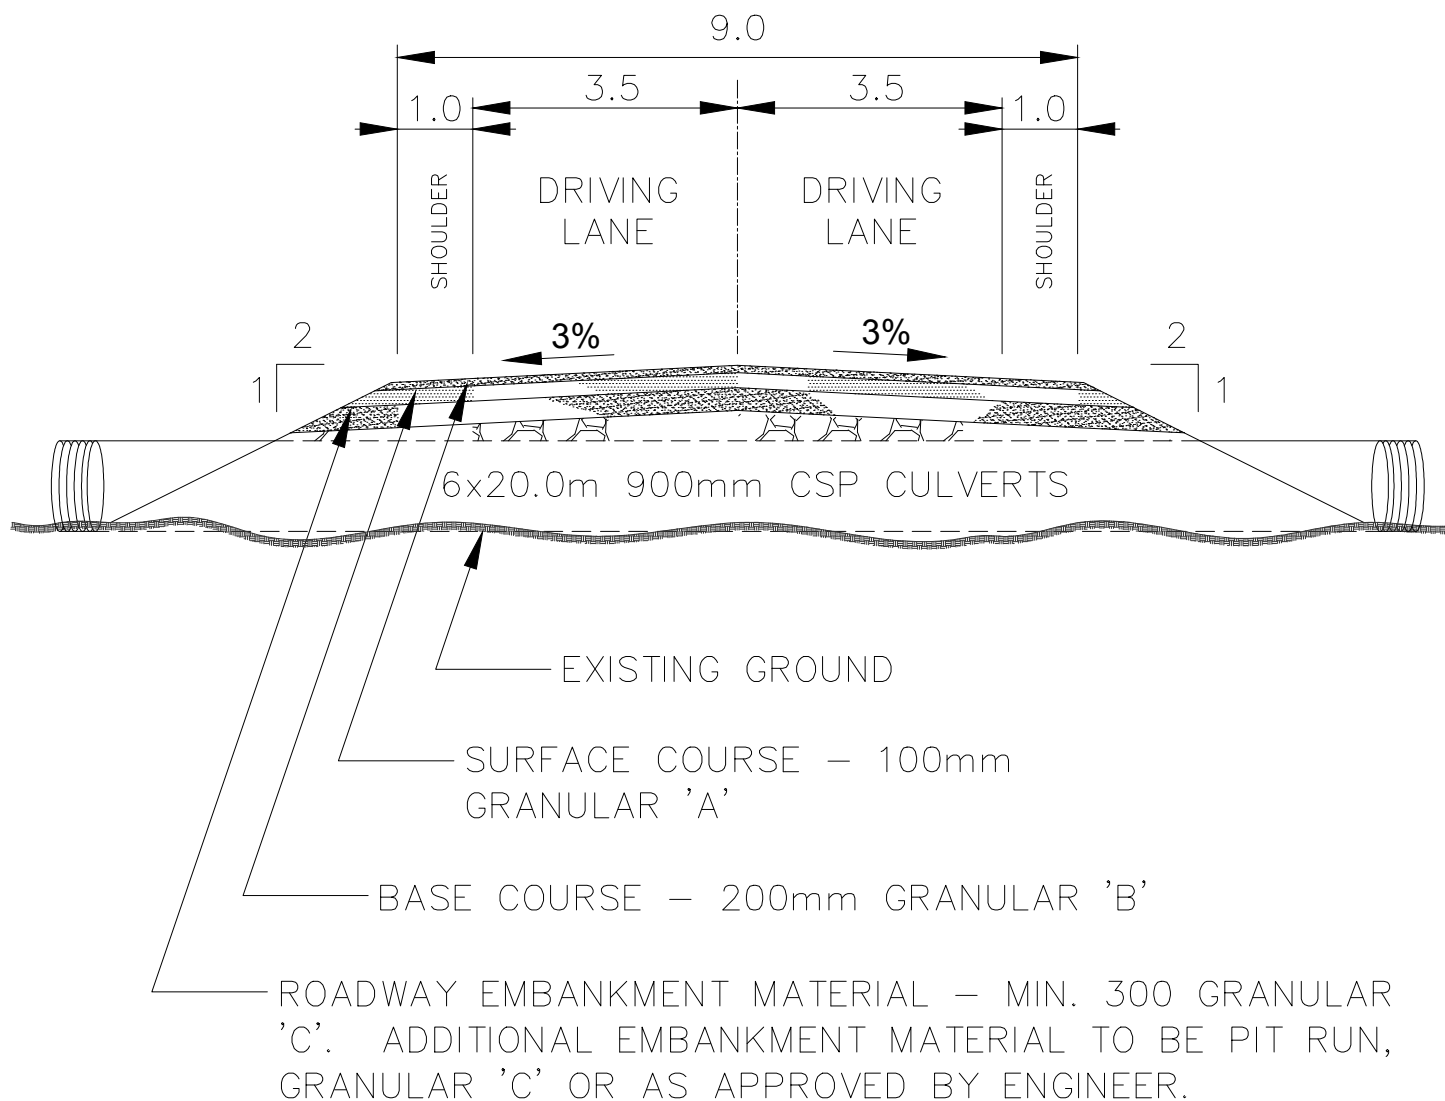 9.0
3.5 3.5
1.0 1.0
SHOULDER
DRIVING
LANE
DRIVING
LANE
SHOULDER
2
1
3%
3%
2
1
6x20.0m 900mm CSP CULVERTS
EXISTING GROUND
SURFACE COURSE – 100mm
GRANULAR 'A'
BASE COURSE – 200mm GRANULAR 'B'
ROADWAY EMBANKMENT MATERIAL – MIN. 300 GRANULAR
'C'. ADDITIONAL EMBANKMENT MATERIAL TO BE PIT RUN,
GRANULAR 'C' OR AS APPROVED BY ENGINEER.